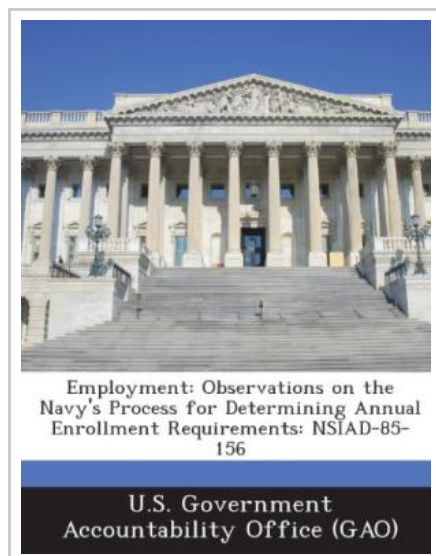 Employment: Observations on the
Navy's Process for Determining Annual
Enrollment Requirements: NSIAD-85-
156
U.S. Government
Accountability Office (GAO)